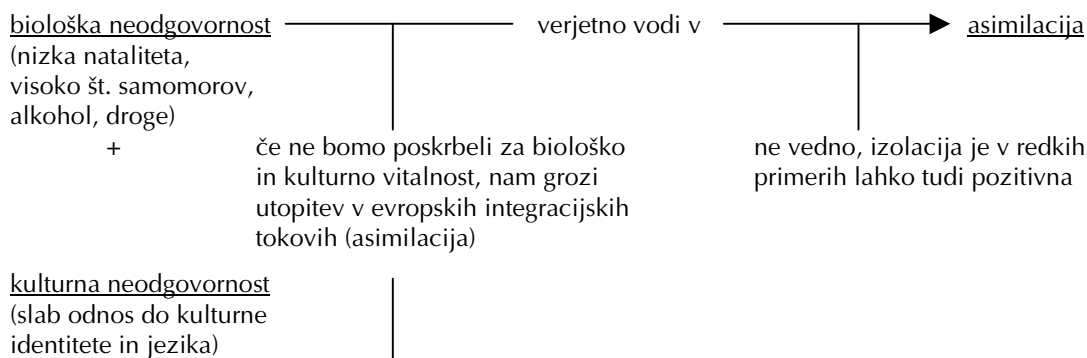 biološka neodgovornost
verjetno vodi v
asimilacija
(nizka nataliteta,
visoko št. samomorov,
alkohol, droge)
+
če ne bomo poskrbeli za biološko
in kulturno vitalnost, nam grozi
utopitev v evropskih integracijskih
tokovih (asimilacija)
ne vedno, izolacija je v redkih
primerih lahko tudi pozitivna
kulturna neodgovornost
(slab odnos do kulturne
identitete in jezika)